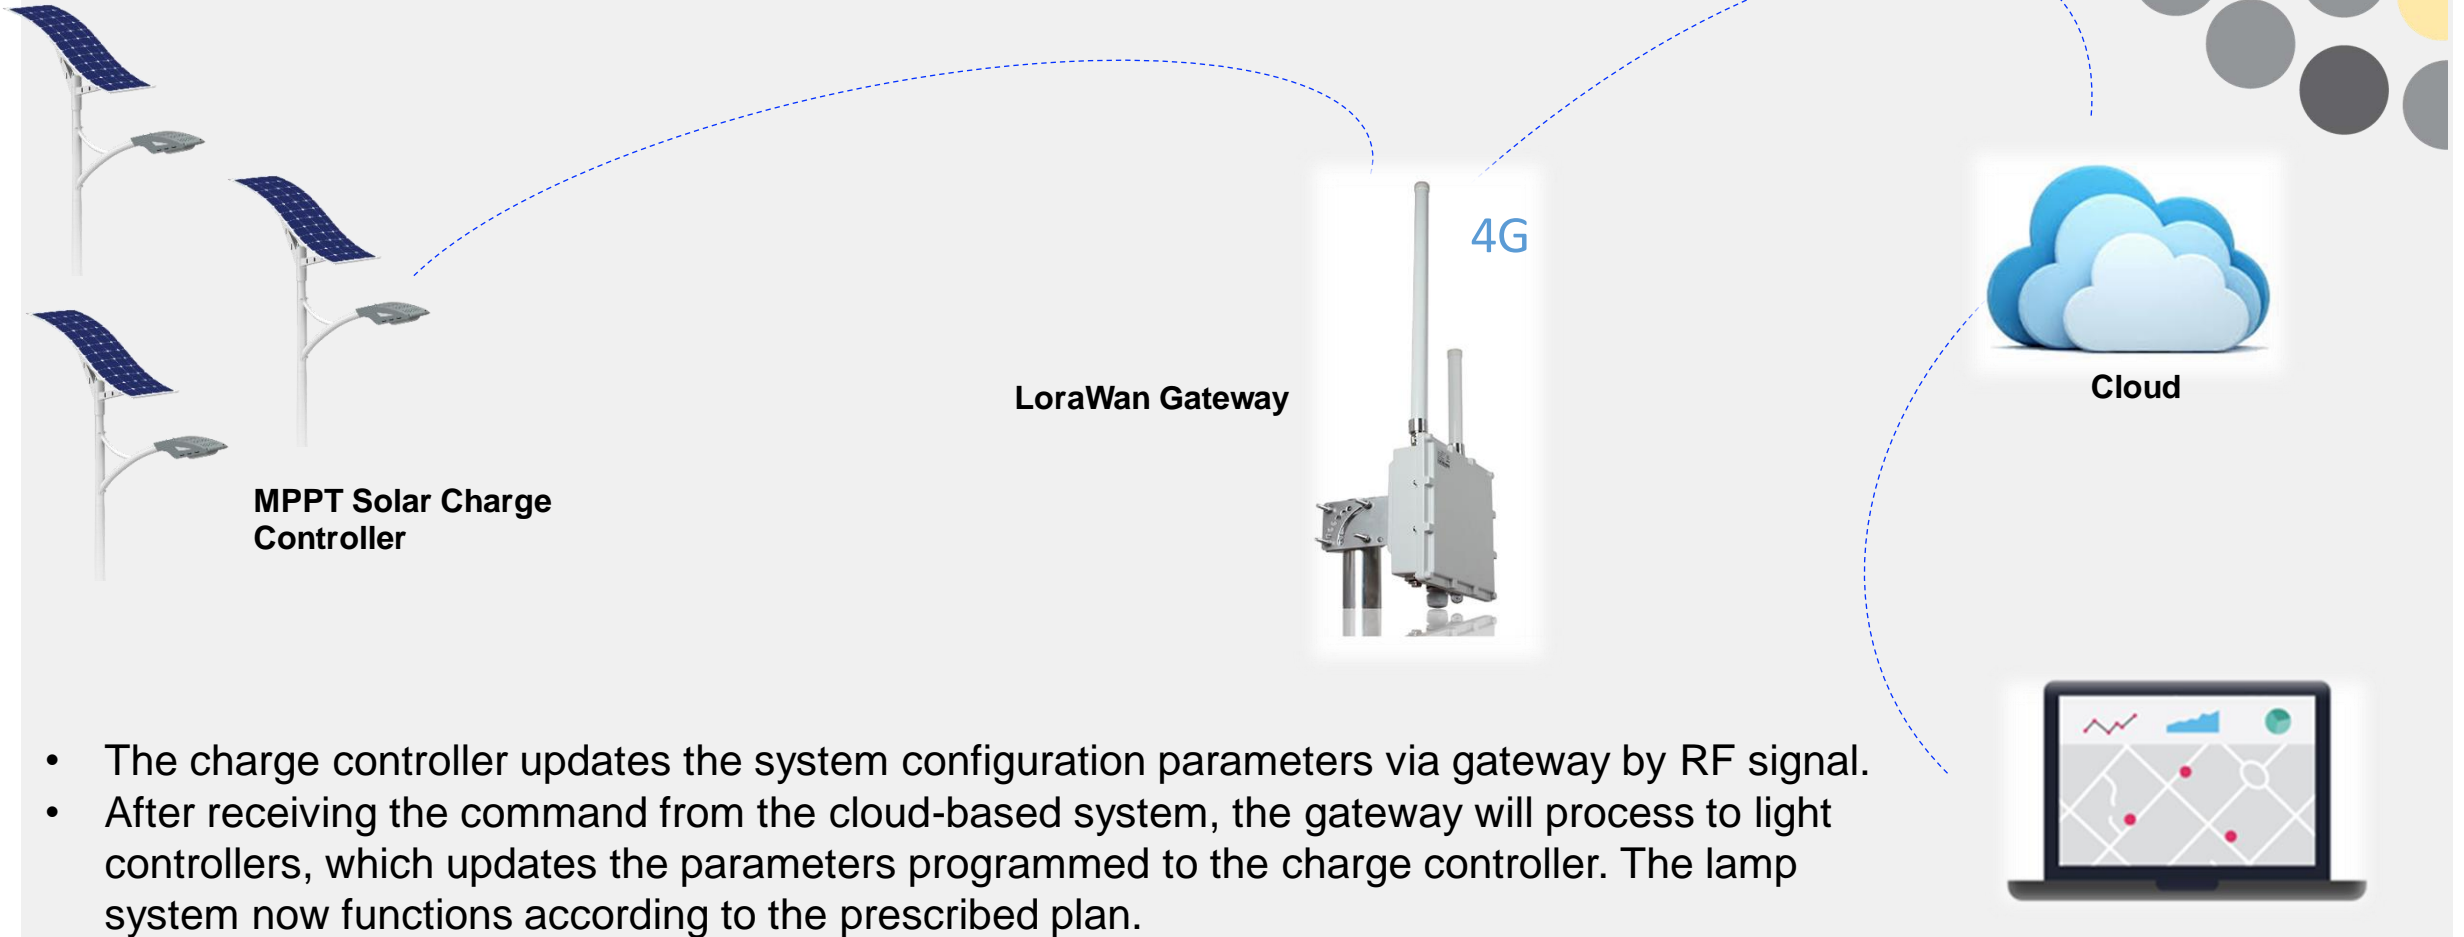 4G
LoraWan Gateway
Cloud
MPPT Solar Charge
Controller
• The charge controller updates the system configuration parameters via gateway by RF signal.
• After receiving the command from the cloud-based system, the gateway will process to light
controllers, which updates the parameters programmed to the charge controller. The lamp
system now functions according to the prescribed plan.